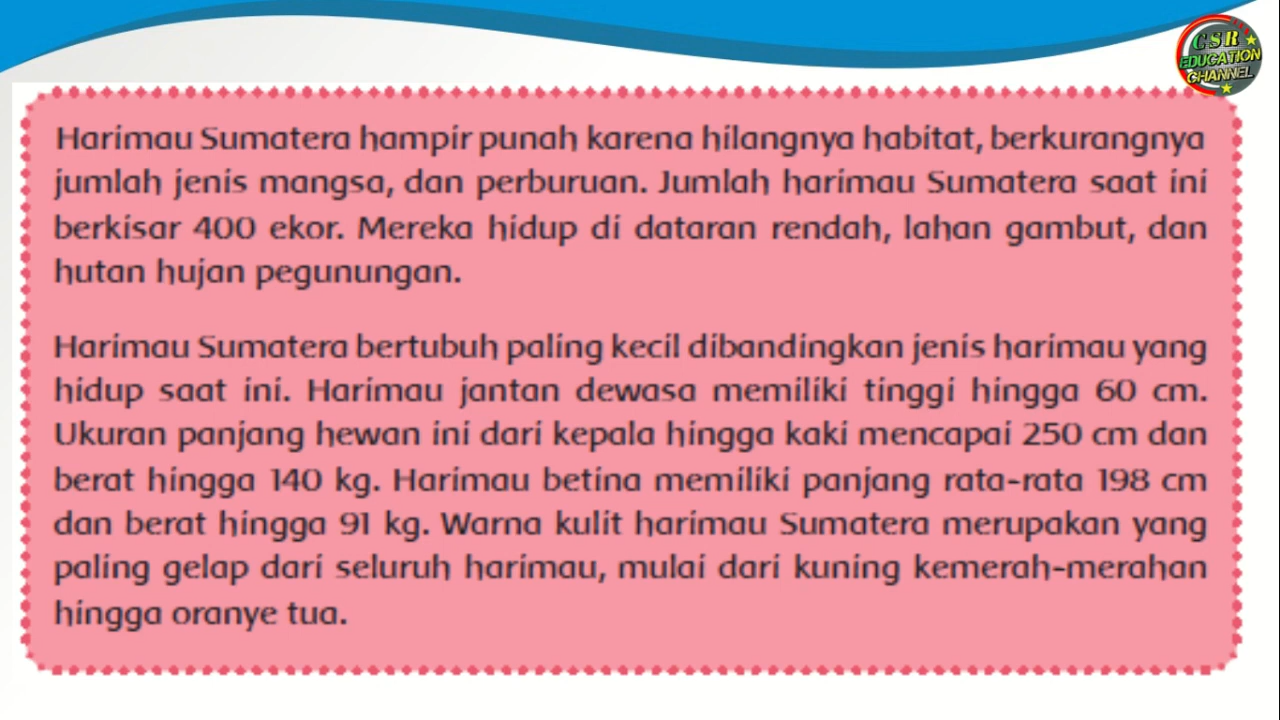 CSR
EDUCATION
CHANNEL
Harimau Sumatera hampir punah karena hilangnya habitat, berkurangnya
jumlah jenis mangsa, dan perburuan. Jumlah harimau Sumatera saat ini
berkisar 400 ekor. Mereka hidup di dataran rendah, lahan gambut, dan
hutan hujan pegunungan.
Harimau Sumatera bertubuh paling kecil dibandingkan jenis harimau yang
hidup saat ini. Harimau jantan dewasa memiliki tinggi hingga 60 cm.
Ukuran panjang hewan ini dari kepala hingga kaki mencapai 250 cm dan
berat hingga 140 kg. Harimau betina memiliki panjang rata-rata 198 cm
dan berat hingga 91 kg. Warna kulit harimau Sumatera merupakan yang
paling gelap dari seluruh harimau, mulai dari kuning kemerah-merahan
hingga oranye tua.